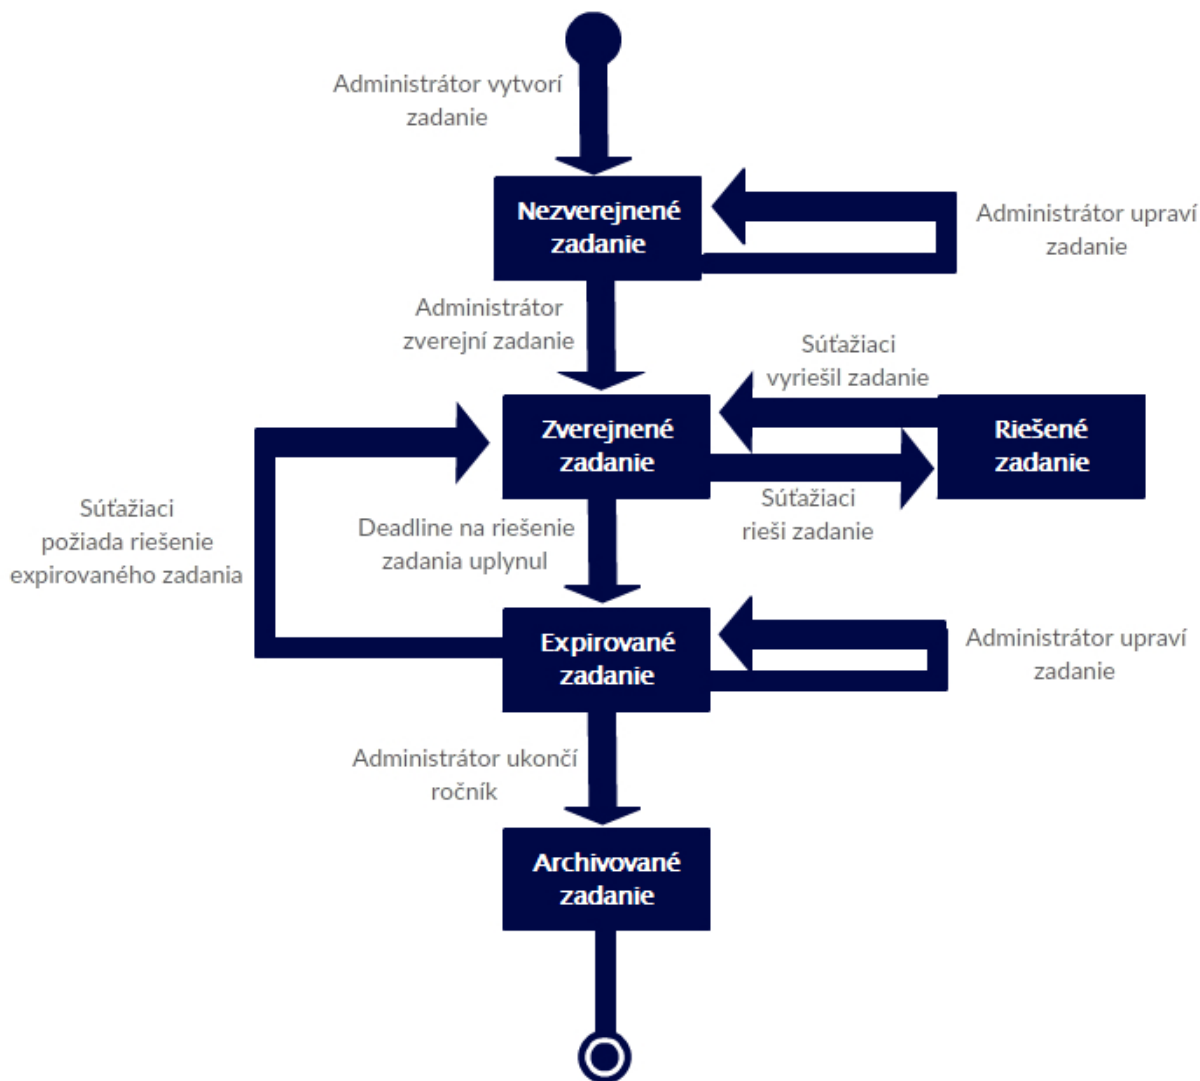 Administrátor vytvorí
zadanie
Nezverejnené
zadanie
Administrátor upraví
zadanie
Administrátor
zverejní zadanie
Súťažiaci
vyriešil zadanie
Zverejnené
zadanie
Riešené
zadanie
Súťažiaci
rieši zadanie
Súťažiaci
požiada riešenie
expirovaného zadania
Deadline na riešenie
zadania uplynul
Expirované
zadanie
Administrátor upraví
zadanie
Administrátor ukončí
ročník
Archivované
zadanie